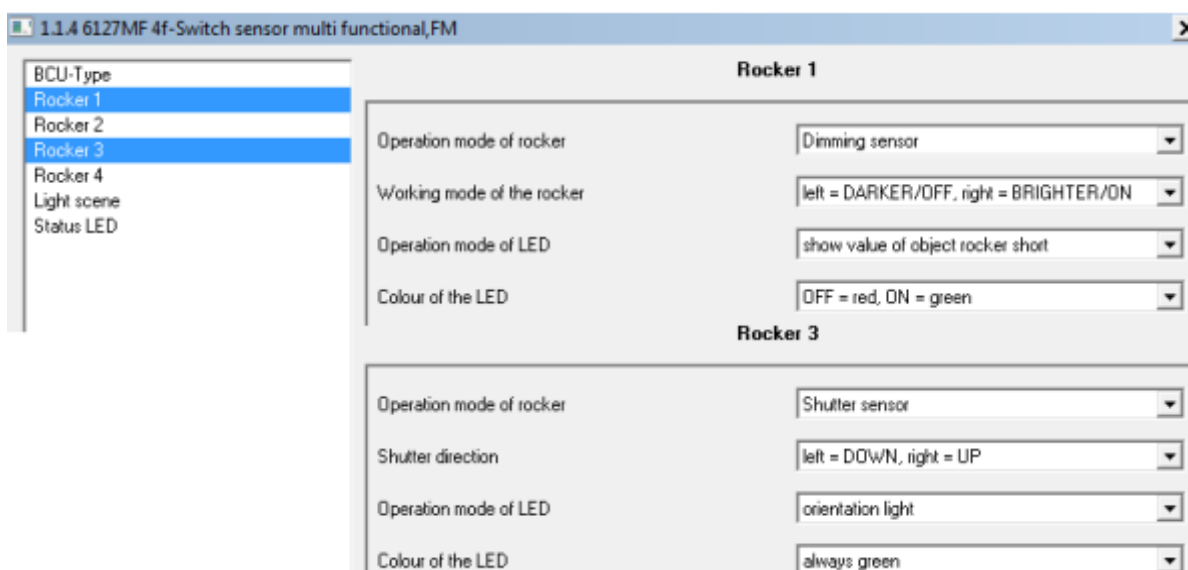 1.1.4 6127MF 4f-Switch sensor multi functional,FM
BCU-Type
Rocker 1
Rocker 2
Rocker 3
Rocker 4
Light scene
Status LED
Rocker 1
Operation mode of rocker Dimming sensor
Working mode of the rocker left = DARKER/OFF, right = BRIGHTER/ON
Operation mode of LED show value of object rocker short
Colour of the LED OFF = red, ON = green
Rocker 3
Operation mode of rocker Shutter sensor
Shutter direction left = DOWN, right = UP
Operation mode of LED orientation light
Colour of the LED always green